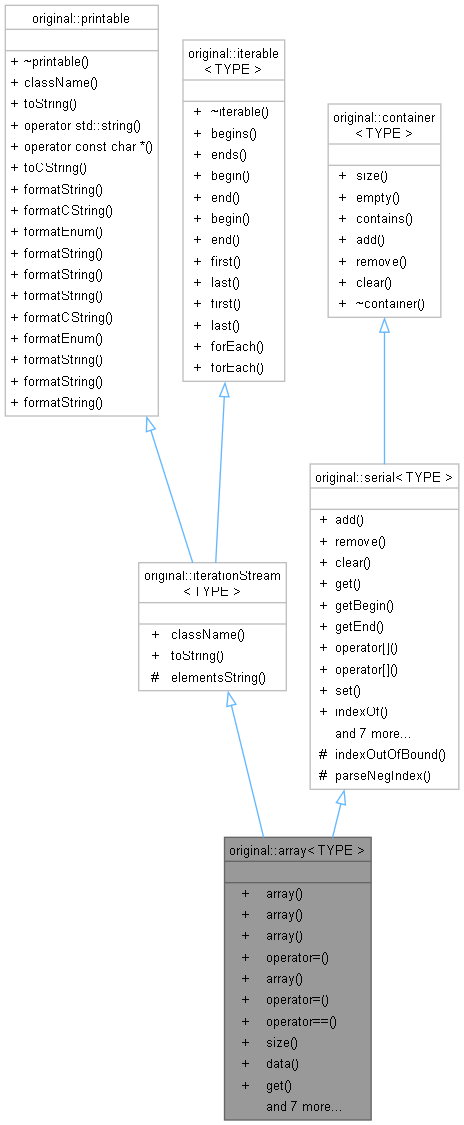 original::printable
+ ~printable()
+ className()
+ toString()
+ operator std::string()
+ operator const char *()
+ toCString()
+ formatString()
+ formatCString()
+ formatEnum()
+ formatString()
+ formatString()
+ formatString()
+ formatCString()
+ formatEnum()
+ formatString()
+ formatString()
+ formatString()
original::iterable
< TYPE >
+ ~iterable()
+ begins()
+ ends()
+ begin()
+ end()
+ begin()
+ end()
+ first()
+ last()
+ first()
+ last()
+ forEach()
+ forEach()
original::container
< TYPE >
+ size()
+ empty()
+ contains()
+ add()
+ remove()
+ clear()
+ ~container()
original::iterationStream
< TYPE >
+ className()
+ toString()
# elementsString()
original::serial< TYPE >
+ add()
+ remove()
+ clear()
+ get()
+ getBegin()
+ getEnd()
+ operator[]()
+ operator[]()
+ set()
+ indexOf()
and 7 more...
# indexOutOfBound()
# parseNegIndex()
original::array< TYPE >
+ array()
+ array()
+ array()
+ operator=()
+ array()
+ operator=()
+ operator==()
+ size()
+ data()
+ get()
and 7 more...